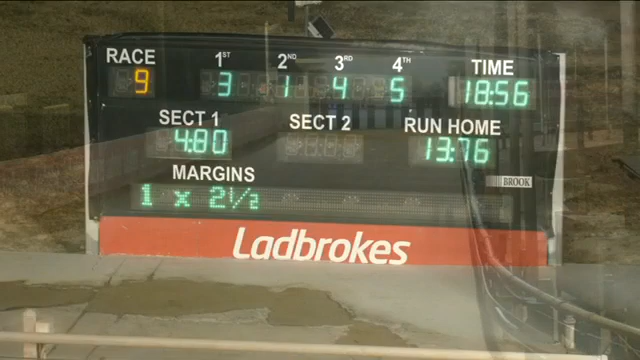 RACE 1ST 2ND 3RD 4TH TIME
9 3 1 4 5 18:56
SECT 1 SECT 2 RUN HOME
4:80 13:76
MARGINS
1 x 2½
BROOK
Ladbrokes